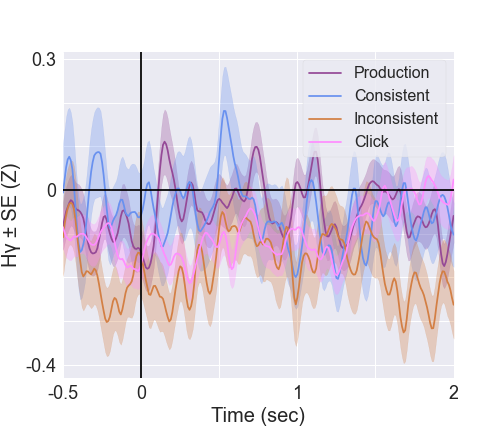 0.3
Production
Consistent
Inconsistent
Click
0
Hγ ± SE (Z)
-0.4
-0.5 0 1 2
Time (sec)